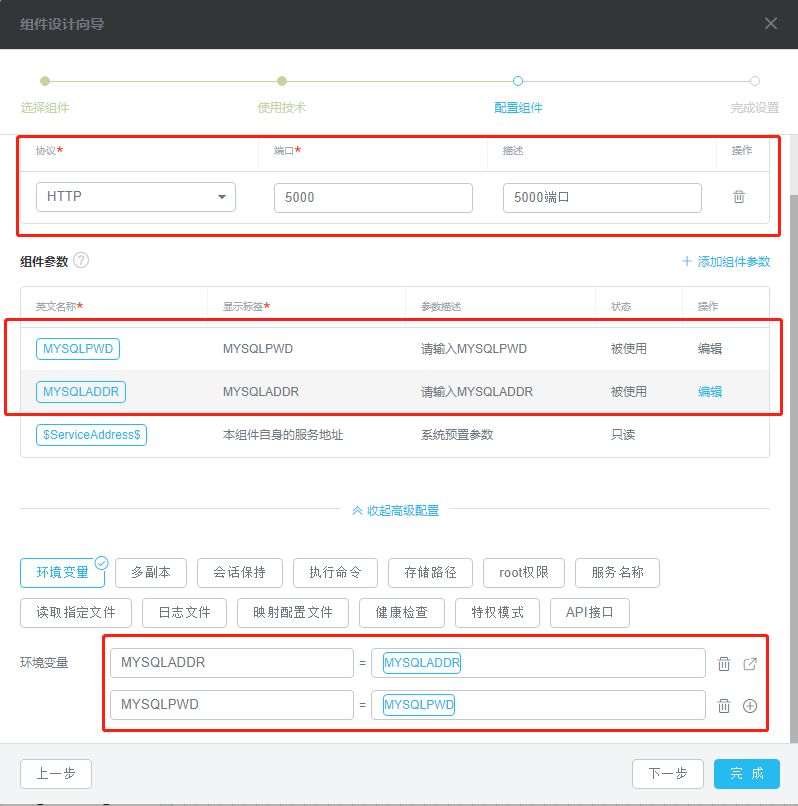 组件设计向导
选择组件 使用技术 配置组件 完成设置
协议* 端口* 描述 操作
HTTP 5000 5000端口
组件参数 ? + 添加组件参数
英文名称* 显示标签* 参数描述 状态 操作
MYSQLPWD MYSQLPWD 请输入MYSQLPWD 被使用 编辑
MYSQLADDR MYSQLADDR 请输入MYSQLADDR 被使用 编辑
$ServiceAddress$ 本组件自身的服务地址 系统预置参数 只读
收起高级配置
环境变量 多副本 会话保持 执行命令 存储路径 root权限 服务名称
读取指定文件 日志文件 映射配置文件 健康检查 特权模式 API接口
环境变量 MYSQLADDR = MYSQLADDR
MYSQLPWD = MYSQLPWD
上一步 下一步 完 成